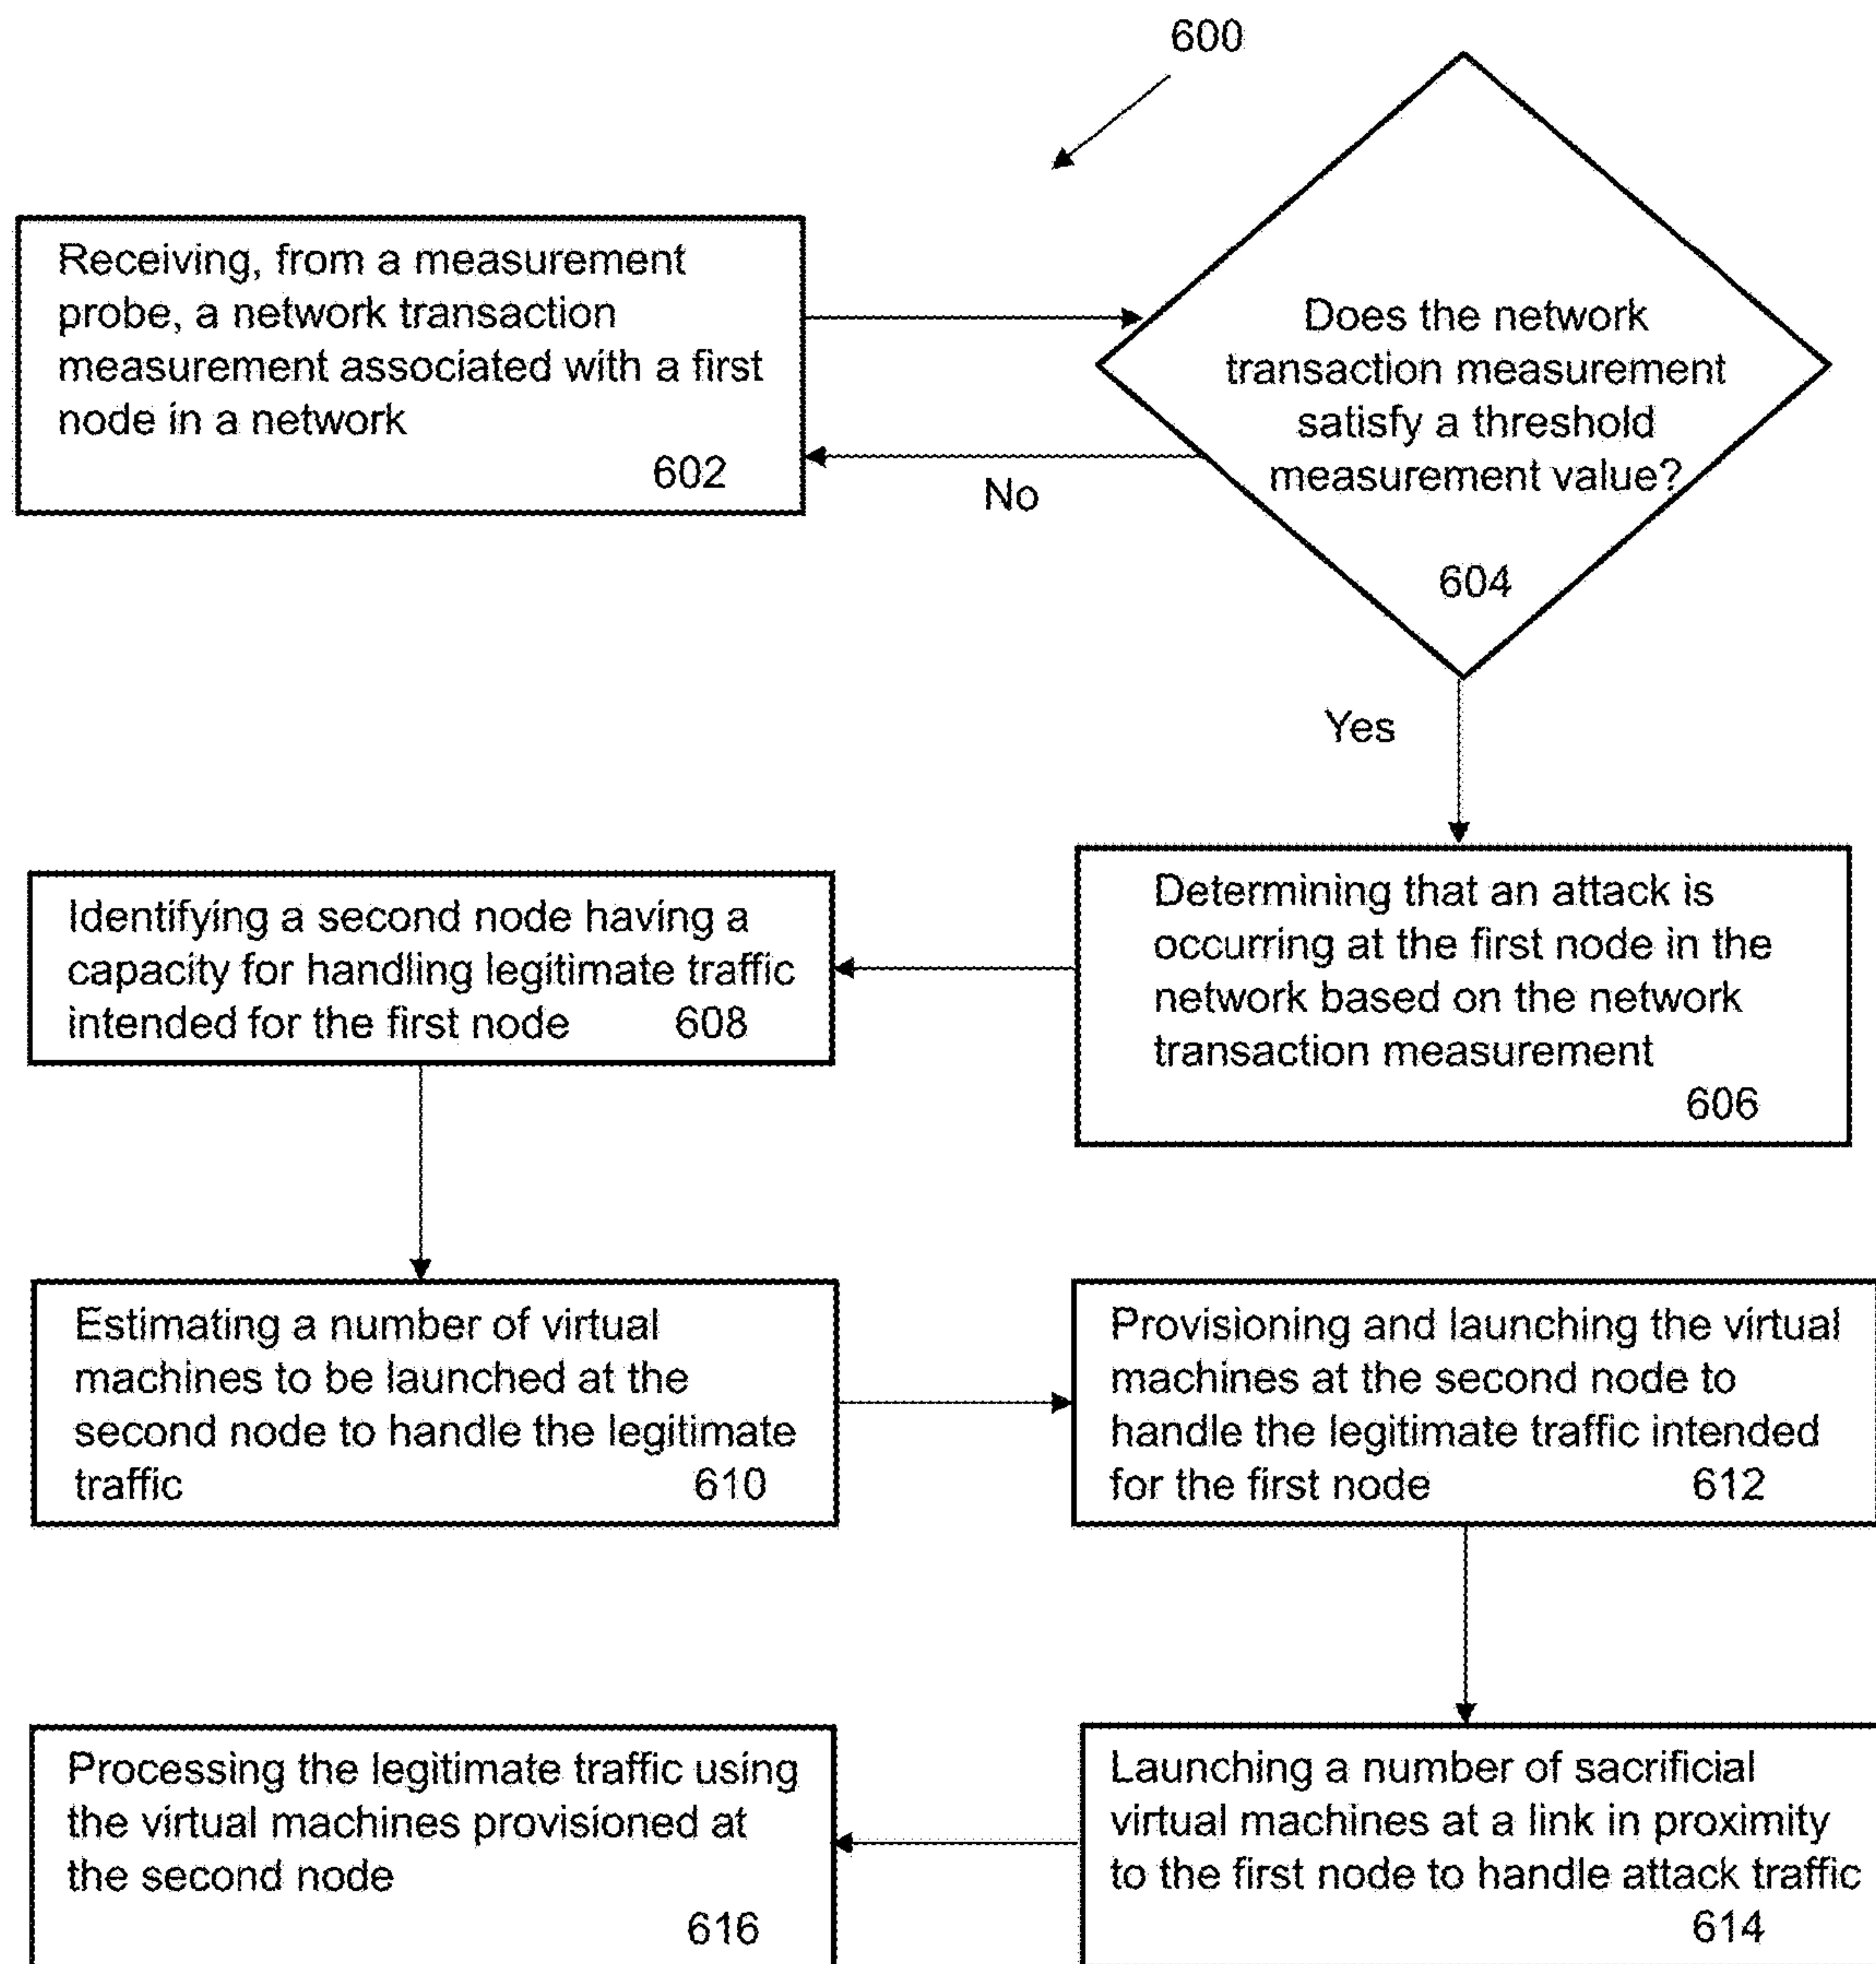 600
Receiving, from a measurement
probe, a network transaction
measurement associated with a first
node in a network
602
Does the network
transaction measurement
satisfy a threshold
measurement value?
604
No
Yes
Determining that an attack is
occurring at the first node in the
network based on the network
transaction measurement
606
Identifying a second node having a
capacity for handling legitimate traffic
intended for the first node 608
Estimating a number of virtual
machines to be launched at the
second node to handle the legitimate
traffic 610
Provisioning and launching the virtual
machines at the second node to
handle the legitimate traffic intended
for the first node 612
Launching a number of sacrificial
virtual machines at a link in proximity
to the first node to handle attack traffic
614
Processing the legitimate traffic using
the virtual machines provisioned at
the second node
616